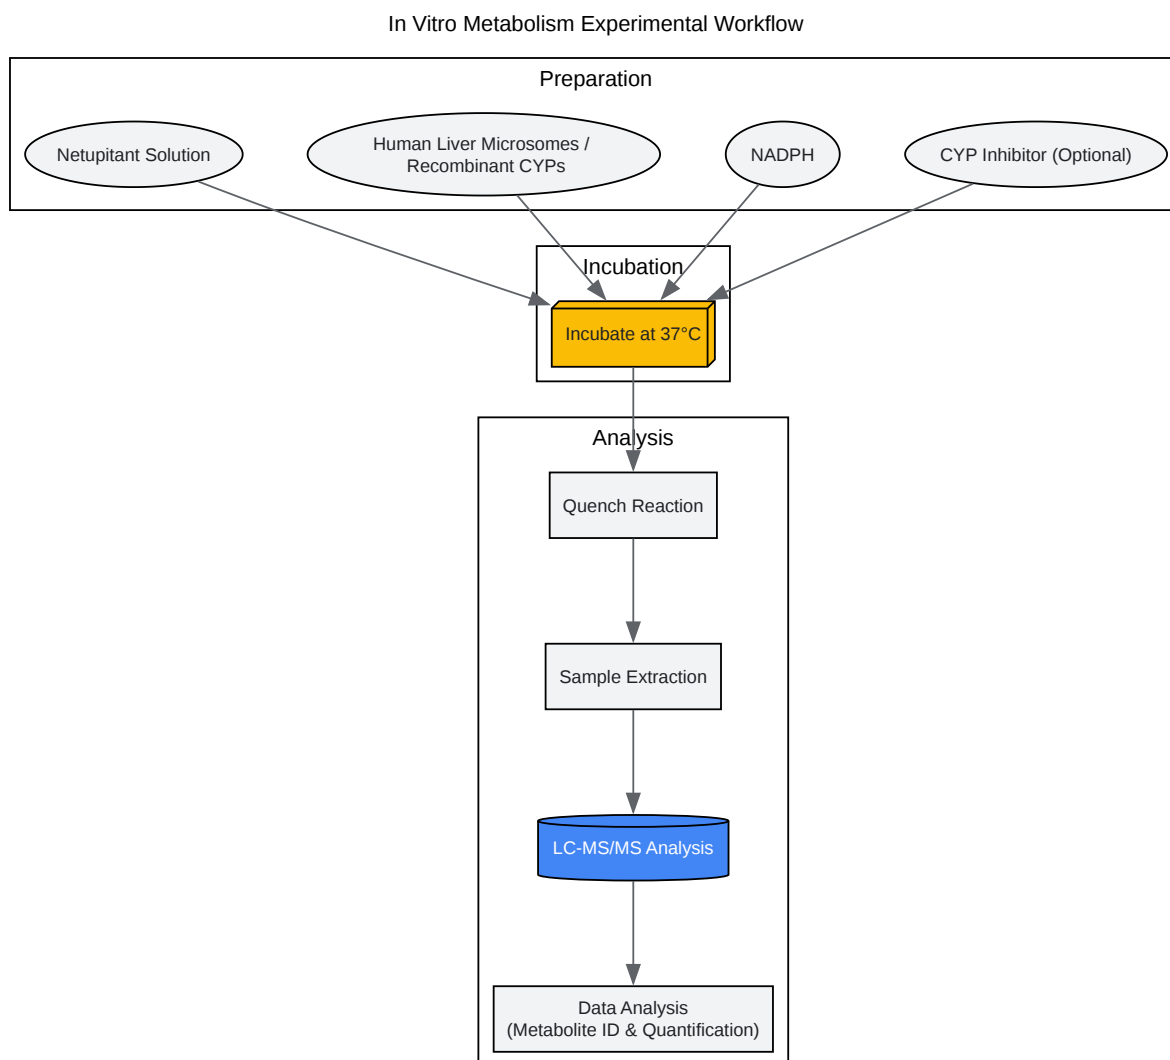 In Vitro Metabolism Experimental Workflow
Preparation
Netupitant Solution
Human Liver Microsomes /
Recombinant CYPs
NADPH
CYP Inhibitor (Optional)
Incubation
Incubate at 37°C
Analysis
Quench Reaction
Sample Extraction
LC-MS/MS Analysis
Data Analysis
(Metabolite ID & Quantification)